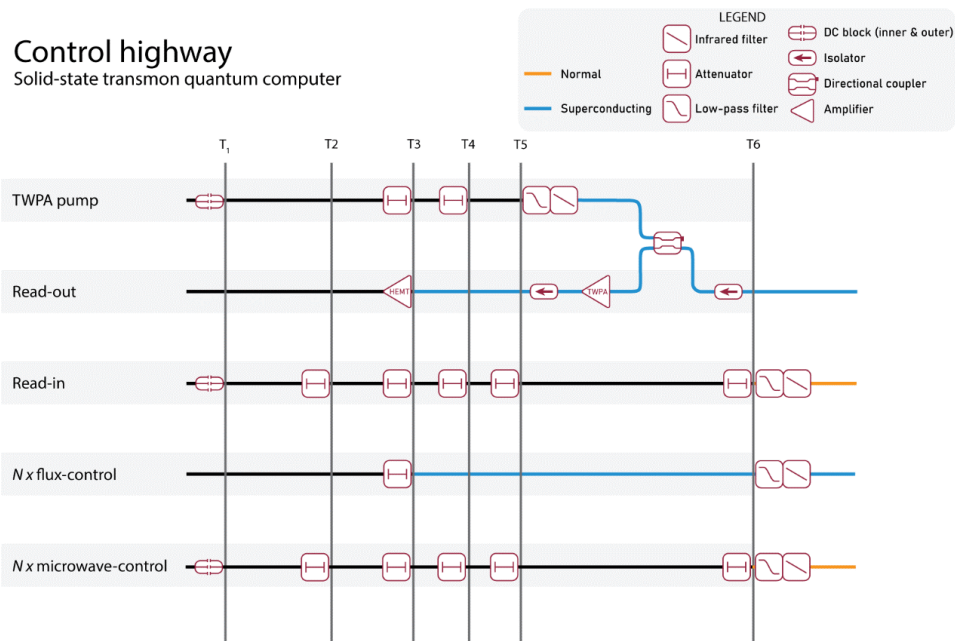 Control highway
Solid-state transmon quantum computer
LEGEND
Normal
Superconducting
Infrared filter
Attenuator
Low-pass filter
DC block (inner & outer)
Isolator
Directional coupler
Amplifier
T1 T2 T3 T4 T5 T6
TWPA pump
Read-out
HEMT
TWPA
Read-in
N x flux-control
N x microwave-control